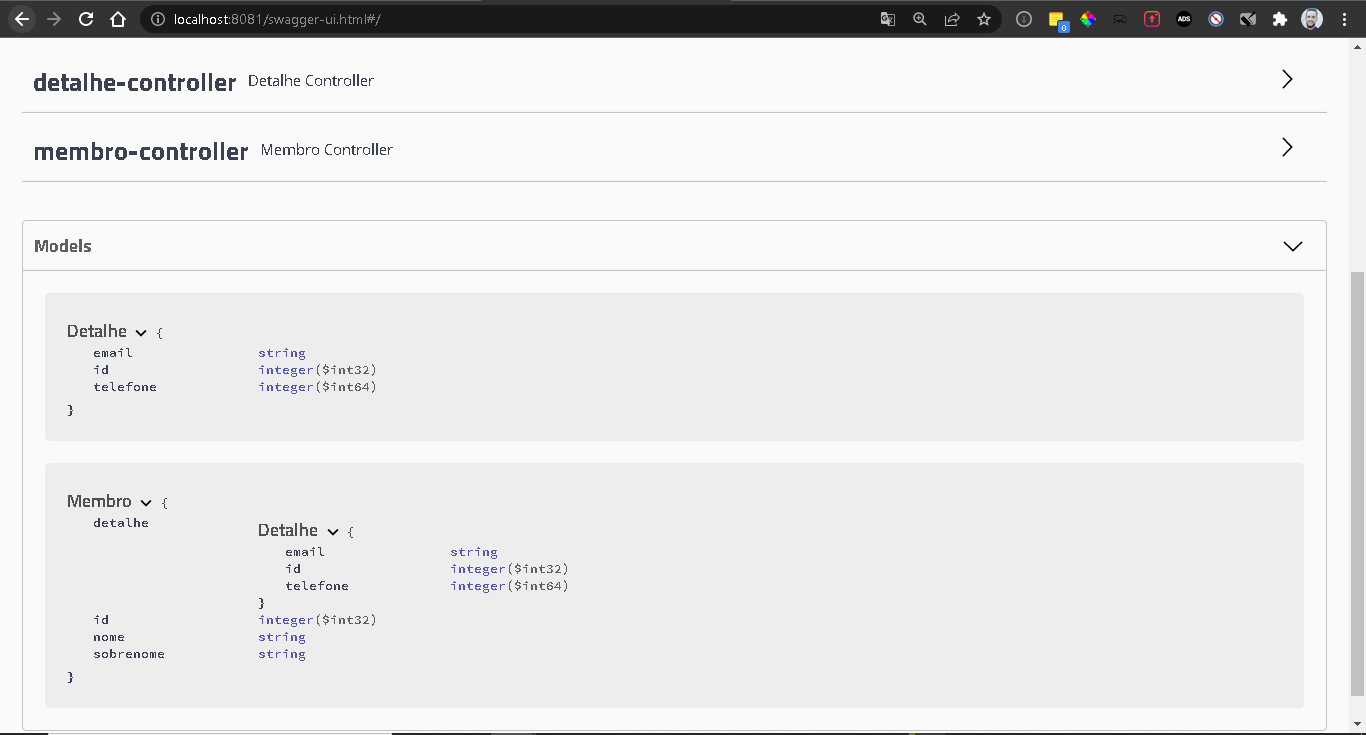 localhost:8081/swagger-ui.html#/
0
ADS
detalhe-controller Detalhe Controller
membro-controller Membro Controller
Models
Detalhe {
email string
id integer($int32)
telefone integer($int64)
}
Membro {
detalhe Detalhe {
email string
id integer($int32)
telefone integer($int64)
}
id integer($int32)
nome string
sobrenome string
}